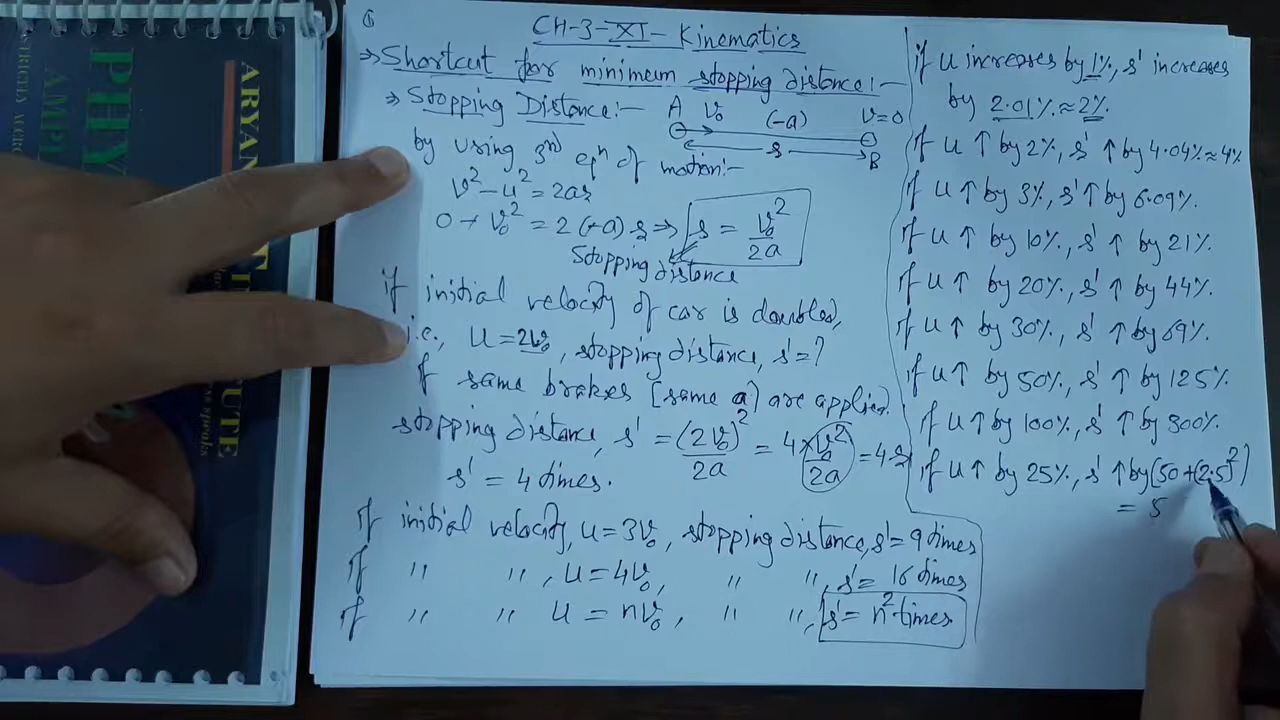 CH-3-XI- Kinematics
⇒ Shortcut for minimum stopping distance:-
⇒ Stopping Distance:- A v₀ (-a) v=0
s B
by using 3rd eqn of motion:-
v² - u² = 2as
0 - v₀² = 2(-a)s ⇒ s = v₀²/2a
Stopping distance
if initial velocity of car is doubled,
i.e., u = 2v₀, stopping distance, s' = ?
If same brakes [same a] are applied.
stopping distance, s' = (2v₀)²/2a = 4×v₀²/2a = 4s
s' = 4 times.
If initial velocity, u = 3v₀, stopping distance, s' = 9 times
If " ", u = 4v₀, " ", s' = 16 times
if " " u = nv₀, " ", s' = n² times
if u increases by 1%, s' increases
by 2.01% ≈ 2%.
if u ↑ by 2%, s' ↑ by 4.04% ≈ 4%
if u ↑ by 3%, s' ↑ by 6.09%.
if u ↑ by 10%, s' ↑ by 21%.
if u ↑ by 20%, s' ↑ by 44%.
if u ↑ by 30%, s' ↑ by 69%.
if u ↑ by 50%, s' ↑ by 125%.
if u ↑ by 100%, s' ↑ by 300%.
if u ↑ by 25%, s' ↑ by (50+(2.5)²)
= 5
ARYAN
PHY